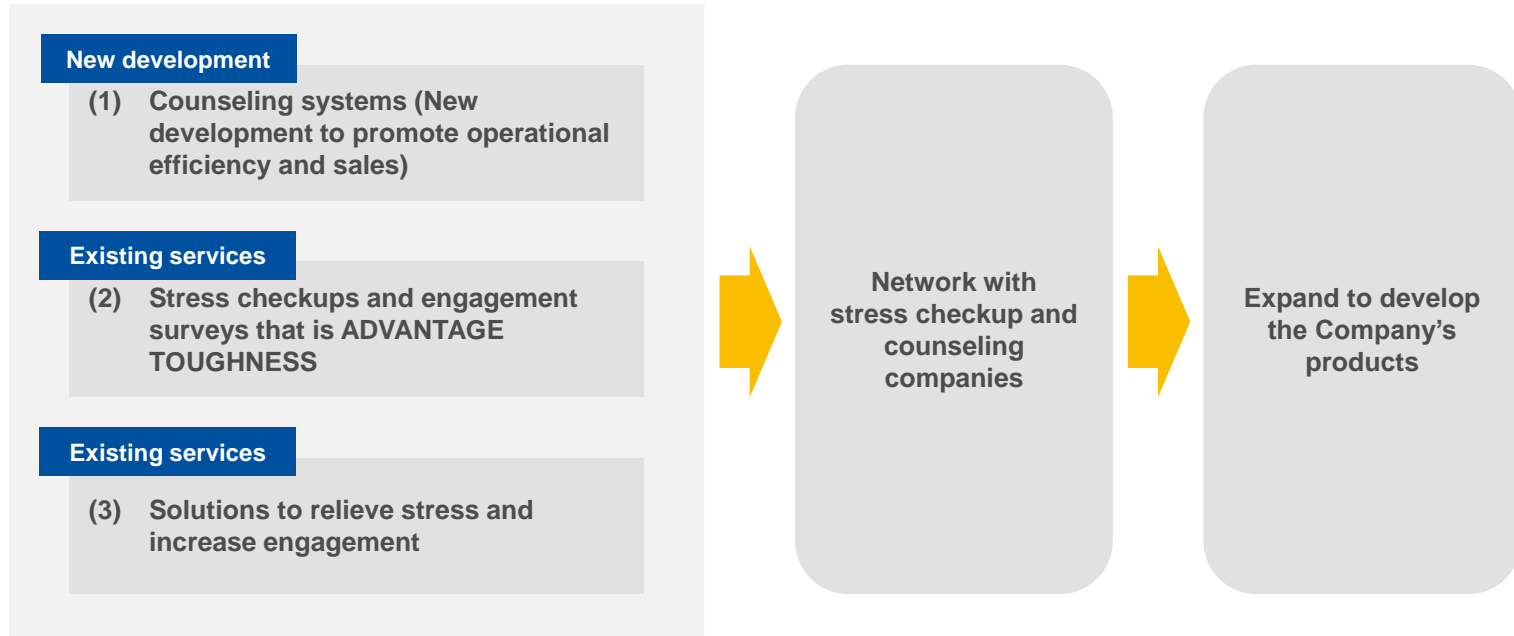 New development
(1) Counseling systems (New
development to promote operational
efficiency and sales)
Existing services
(2) Stress checkups and engagement
surveys that is ADVANTAGE
TOUGHNESS
Existing services
(3) Solutions to relieve stress and
increase engagement
Network with
stress checkup and
counseling
companies
Expand to develop
the Company’s
products